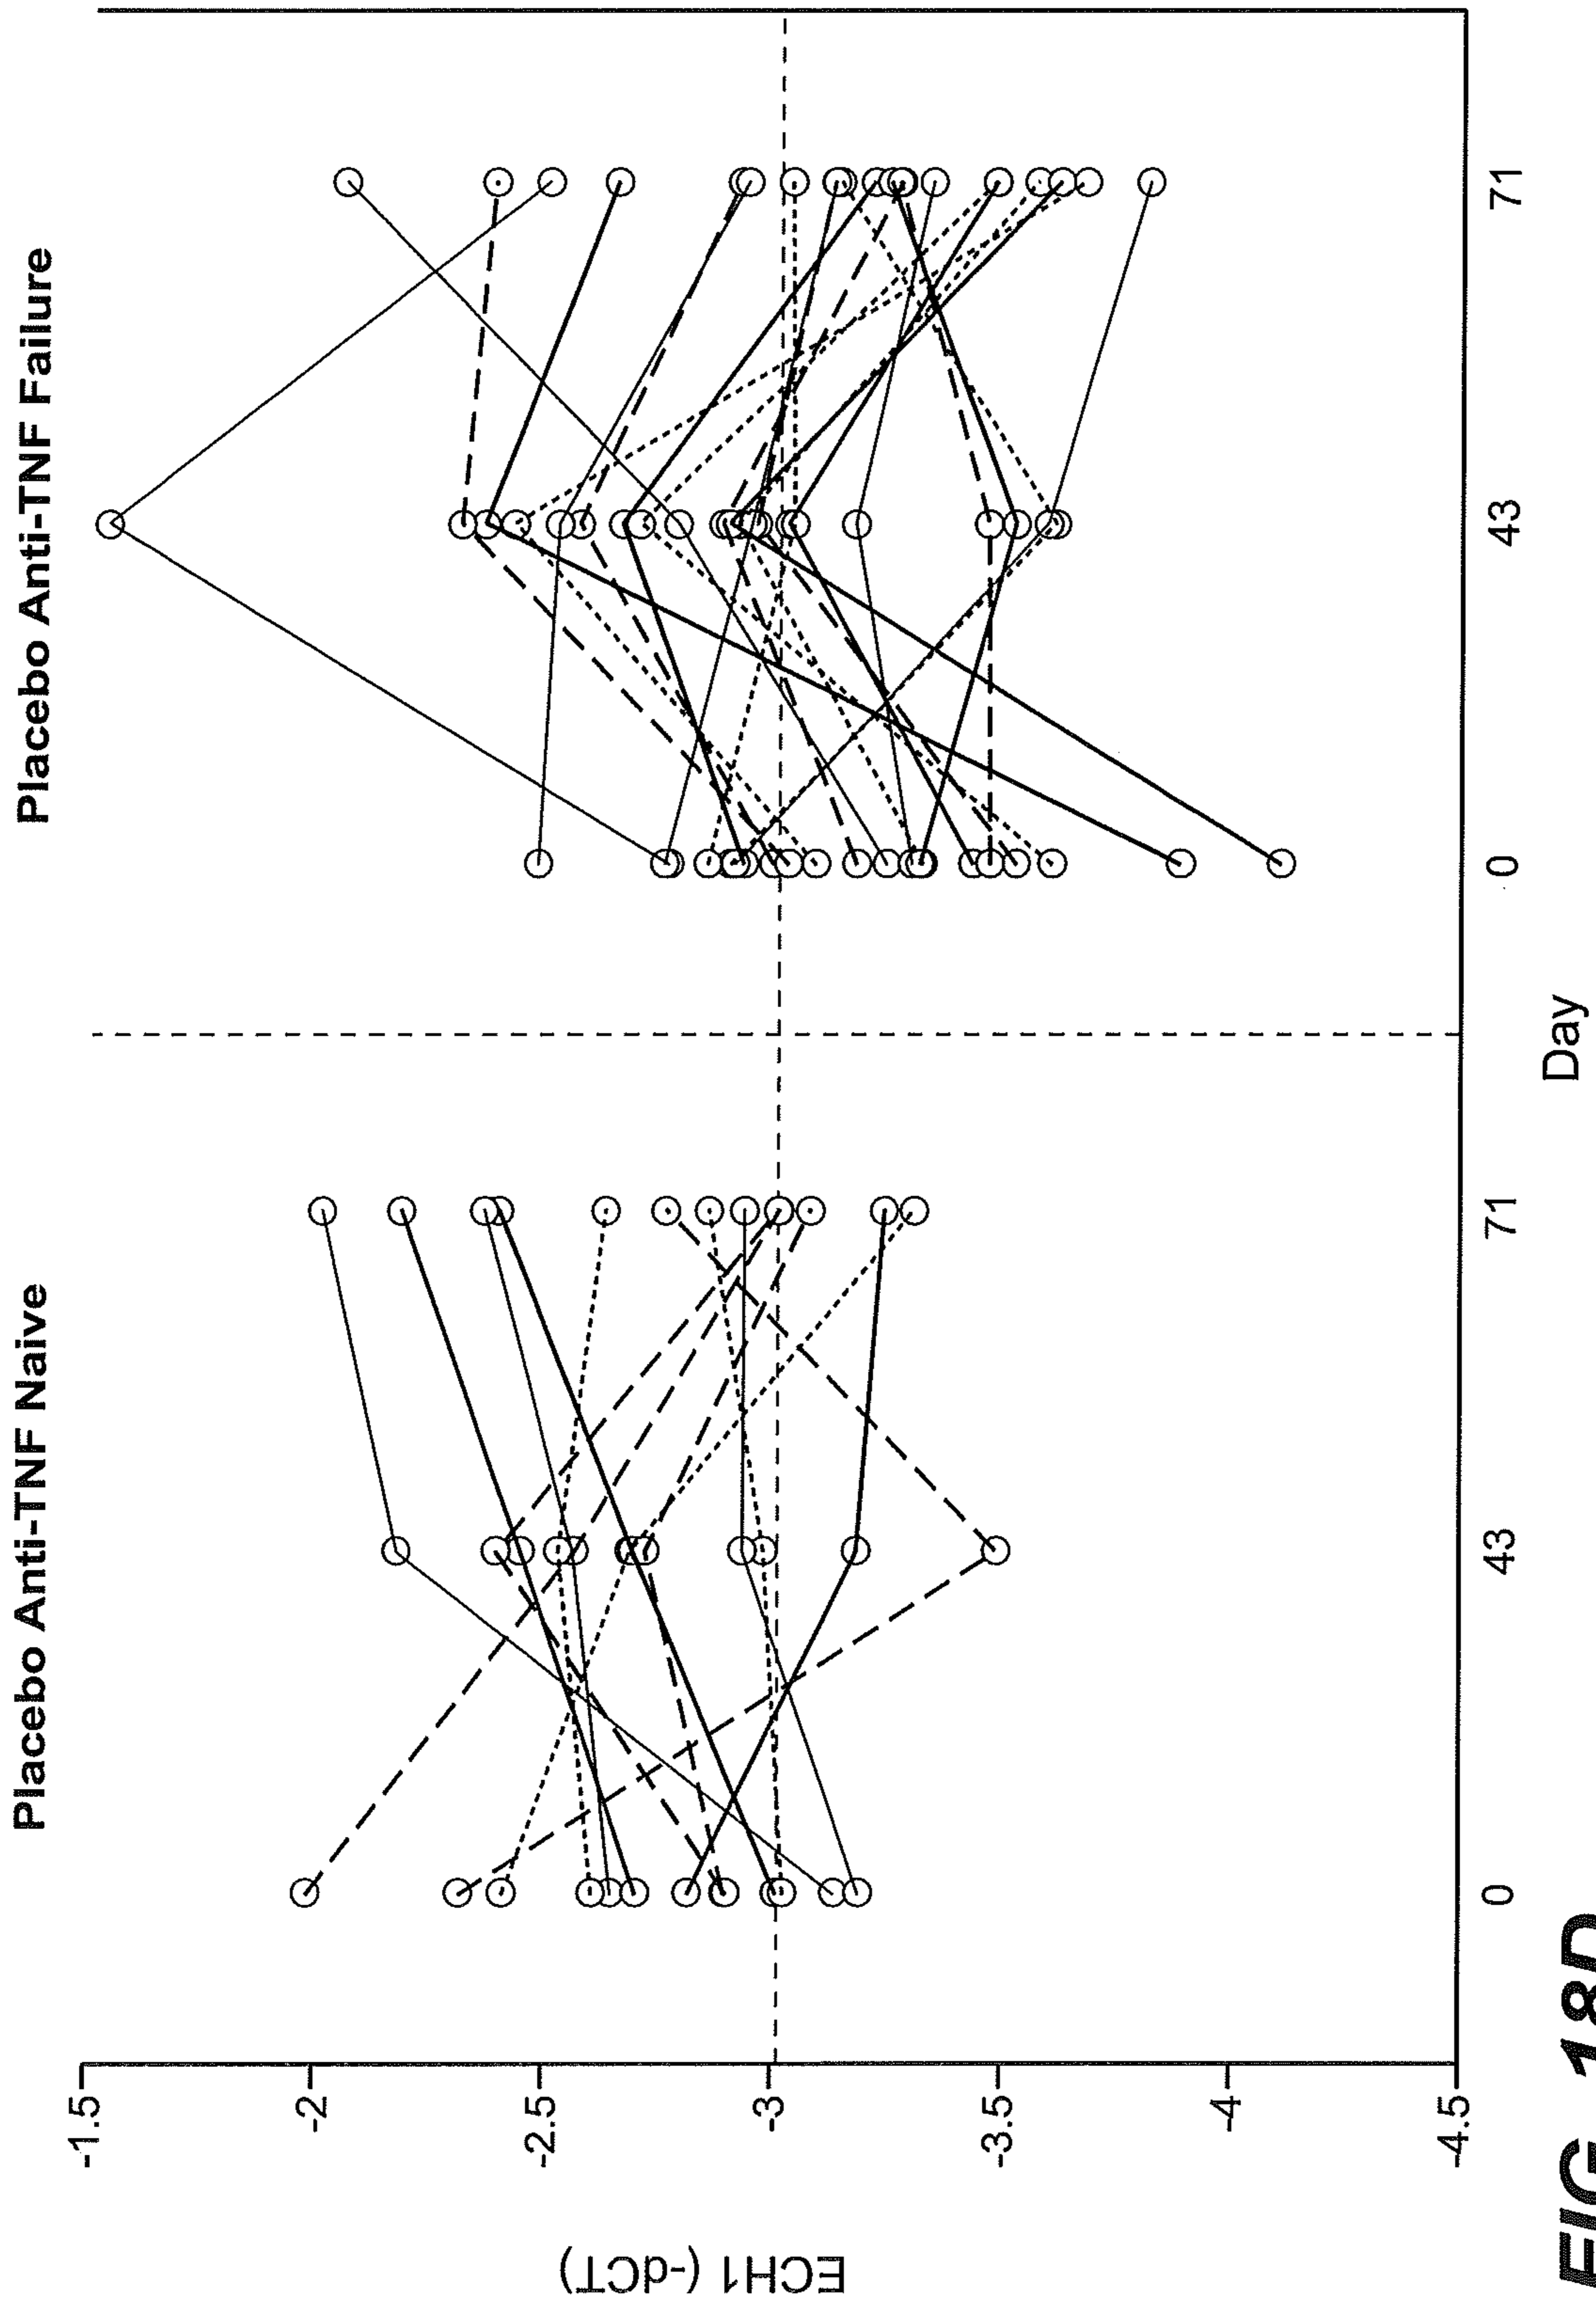 Placebo Anti-TNF Naive
Placebo Anti-TNF Failure
-1.5
-2
-2.5
-3
-3.5
-4
-4.5
ECH1 (-dCT)
0 43 71 0 43 71
Day
FIG. 18D